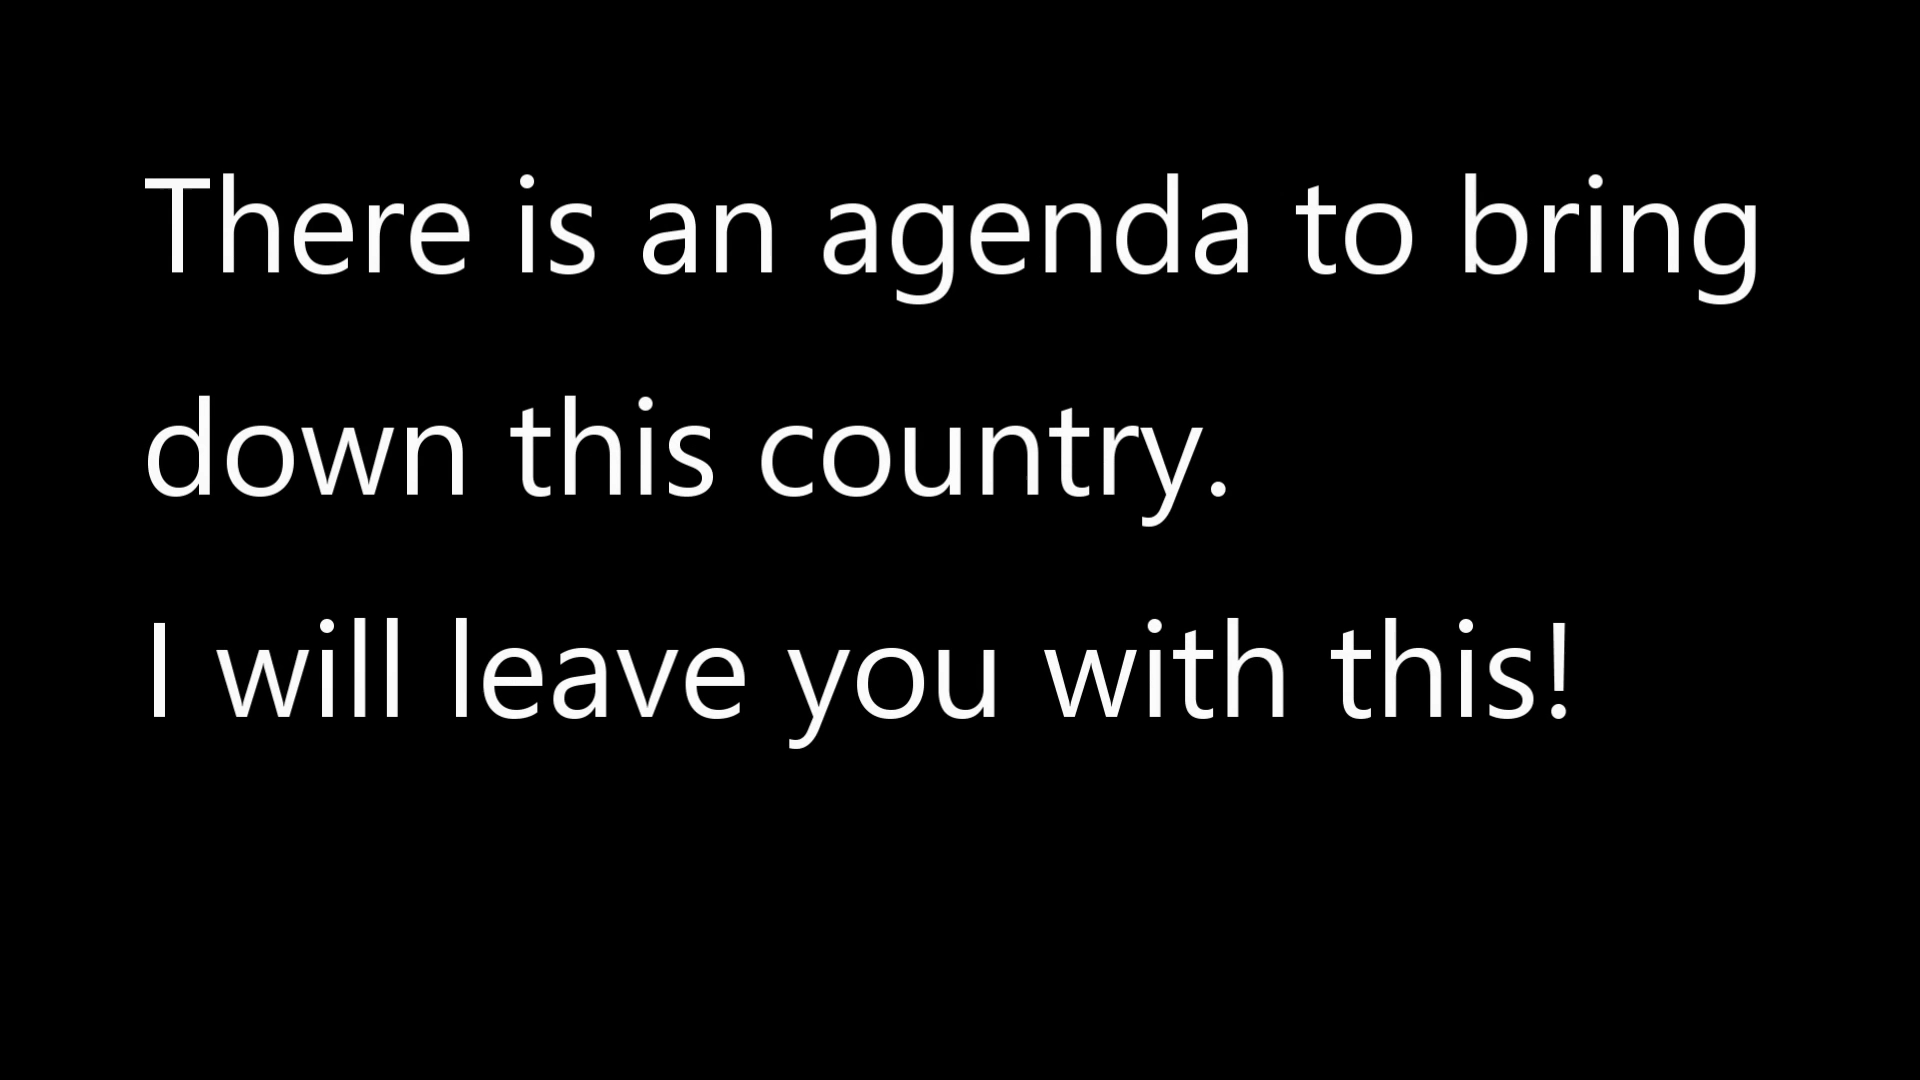 There is an agenda to bring
down this country.
I will leave you with this!